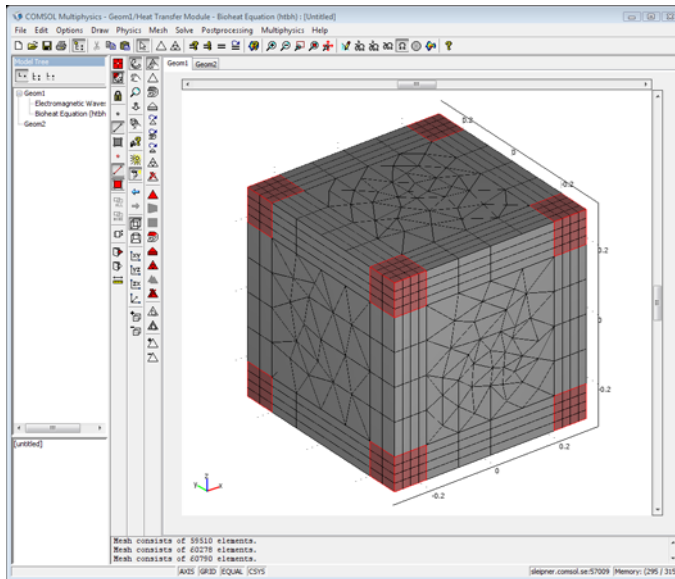 COMSOL Multiphysics - Geom1/Heat Transfer Module - Bioheat Equation (htbh) : [Untitled]
File Edit Options Draw Physics Mesh Solve Postprocessing Multiphysics Help
Model Tree
Geom1 Geom2
Geom1
Electromagnetic Waves
Bioheat Equation (htbh
Geom2
0.2
0
-0.2
0.2
0
-0.2
0.2
0
-0.2
z
y
x
[untitled]
Mesh consists of 59510 elements.
Mesh consists of 60278 elements.
Mesh consists of 60790 elements.
AXIS GRID EQUAL CSYS
sleipner.comsol.se:57009 Memory: (295 / 315